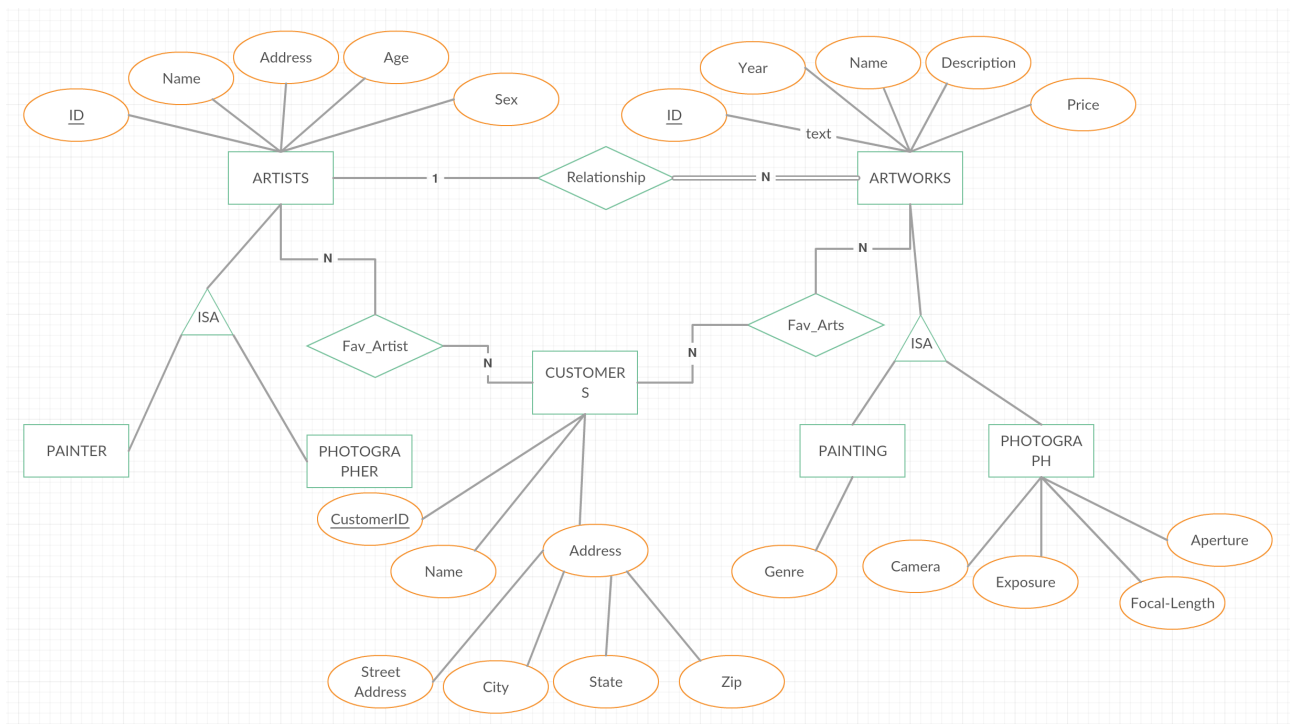 Address
Age
Name
Sex
ID
Year
Name
Description
Price
ID
text
ARTISTS
1
Relationship
N
ARTWORKS
N
N
ISA
Fav_Artist
N
Fav_Arts
N
ISA
CUSTOMER
S
PAINTER
PHOTOGRA
PHER
PAINTING
PHOTOGRA
PH
CustomerID
Name
Address
Genre
Camera
Exposure
Focal-Length
Aperture
Street
Address
City
State
Zip